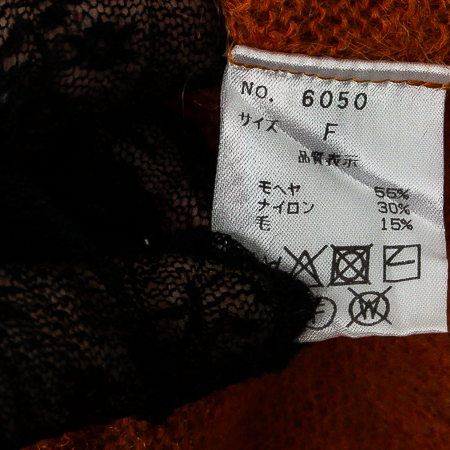 NO. 6050
サイズ F
品質表示
モヘヤ 55%
ナイロン 30%
毛 15%
W